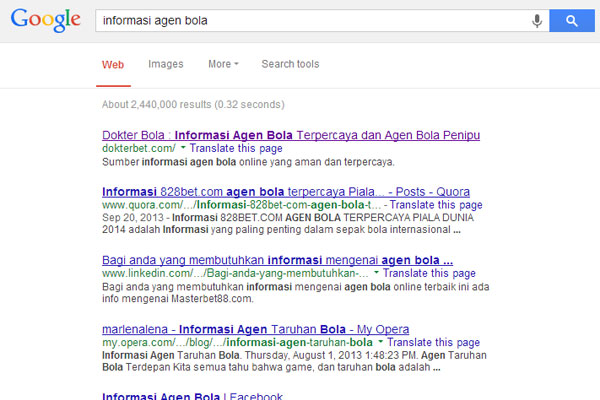 Google informasi agen bola
Web Images More Search tools
About 2,440,000 results (0.32 seconds)
Dokter Bola : Informasi Agen Bola Terpercaya dan Agen Bola Penipu
dokterbet.com/ Translate this page
Sumber informasi agen bola online yang aman dan terpercaya.
Informasi 828bet.com agen bola terpercaya Piala... - Posts - Quora
www.quora.com/.../Informasi-828bet-com-agen-bola-t... - Translate this page
Sep 20, 2013 - Informasi 828BET.COM AGEN BOLA TERPERCAYA PIALA DUNIA
2014 adalah Informasi yang paling penting dalam sepak bola internasional ...
Bagi anda yang membutuhkan informasi mengenai agen bola ...
www.linkedin.com/.../Bagi-anda-yang-membutuhkan-... Translate this page
Bagi anda yang membutuhkan informasi mengenai agen bola online terbaik ini ada
info mengenai Masterbet88.com.
marlenalena - Informasi Agen Taruhan Bola - My Opera
my.opera.com/.../blog/.../informasi-agen-taruhan-bola Translate this page
Informasi Agen Taruhan Bola. Thursday, August 1, 2013 1:48:23 PM. Agen Taruhan
Bola Terdepan Kita semua tahu bahwa game, dan taruhan bola adalah ...
Informasi Agen Bola | Facebook